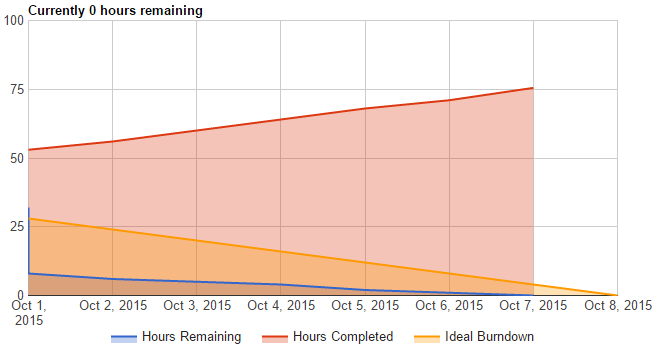 Currently 0 hours remaining
100
75
50
25
0
Oct 1, 2015 Oct 2, 2015 Oct 3, 2015 Oct 4, 2015 Oct 5, 2015 Oct 6, 2015 Oct 7, 2015 Oct 8, 2015
Hours Remaining Hours Completed Ideal Burndown